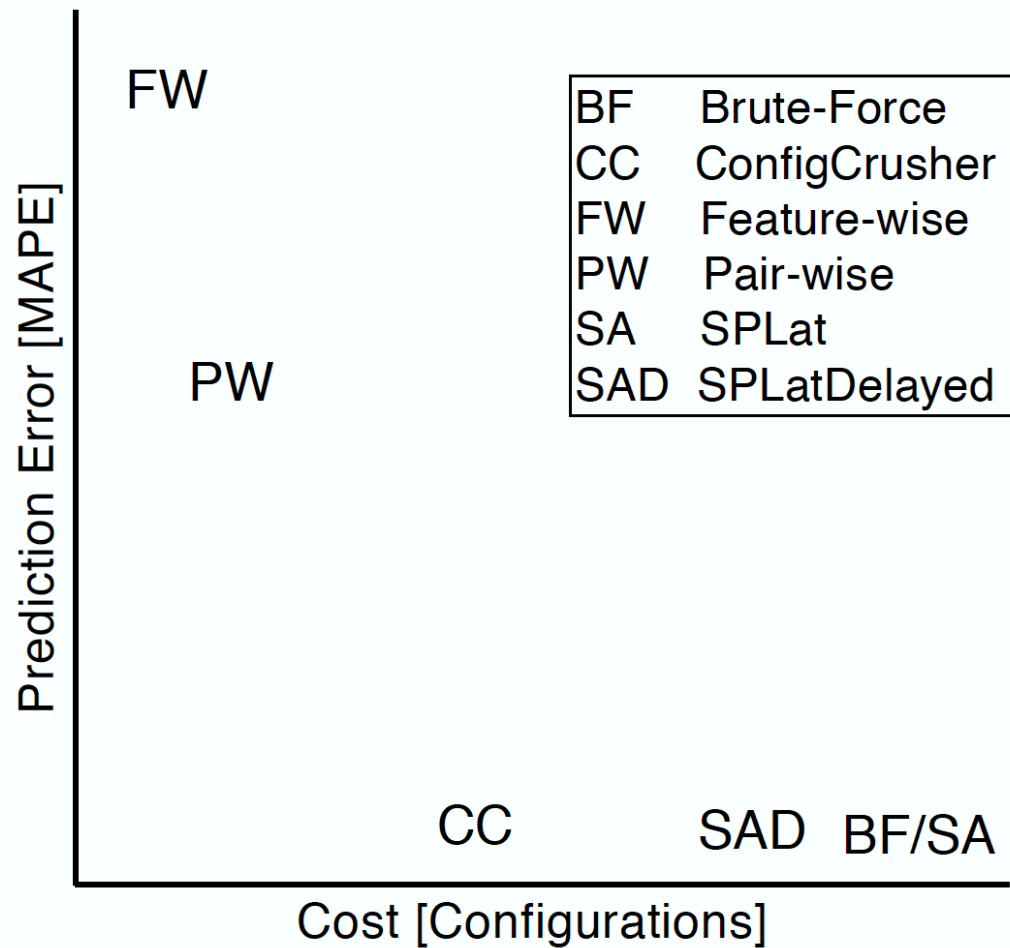 FW
BF Brute-Force
CC ConfigCrusher
FW Feature-wise
PW Pair-wise
SA SPLat
SAD SPLatDelayed
Prediction Error [MAPE]
PW
CC
SAD
BF/SA
Cost [Configurations]